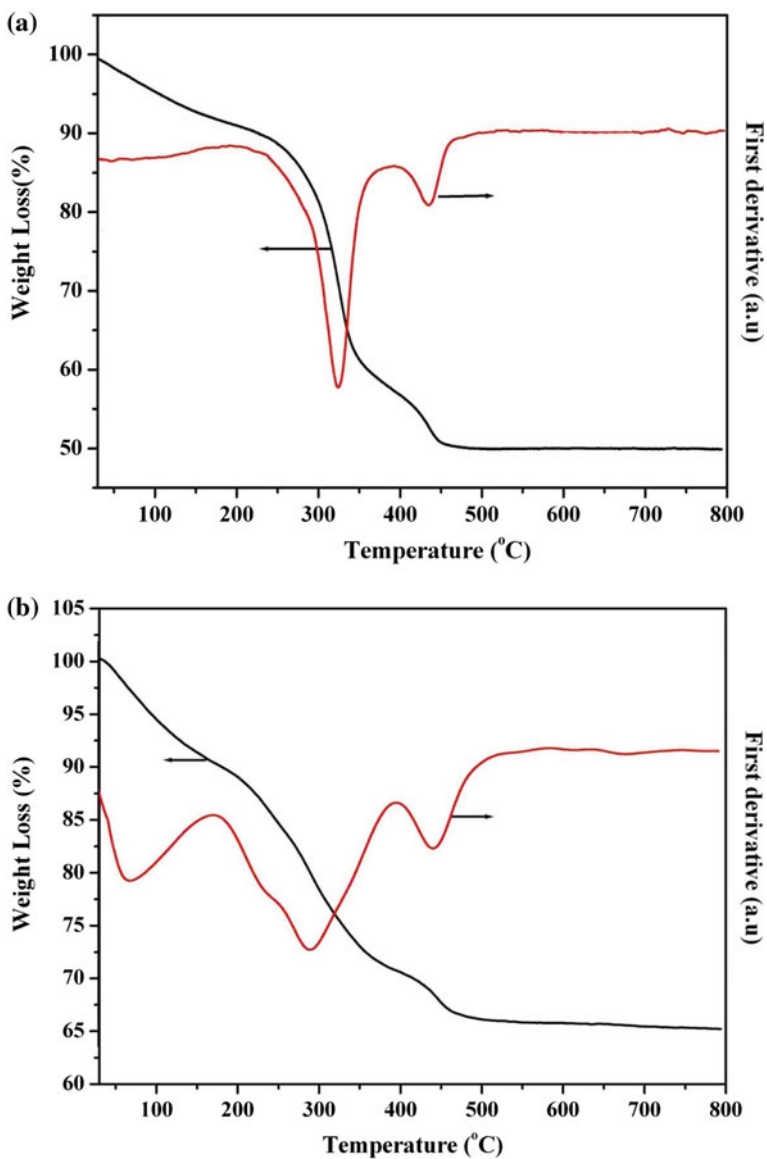 (a)
100
90
80
70
60
50
Weight Loss(%)
First derivative (a.u)
100 200 300 400 500 600 700 800
Temperature (°C)
(b)
105
100
95
90
85
80
75
70
65
60
Weight Loss (%)
First derivative (a.u)
100 200 300 400 500 600 700 800
Temperature (°C)